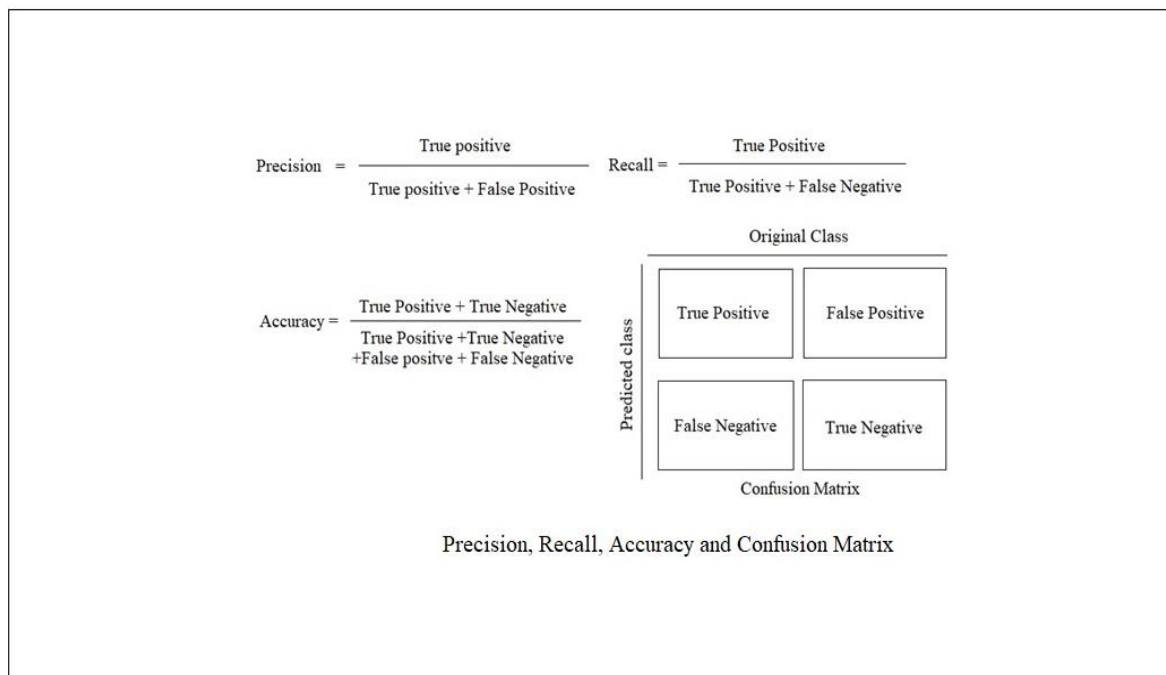 Precision =
True positive
True positive + False Positive
Recall =
True Positive
True Positive + False Negative
Accuracy =
True Positive + True Negative
True Positive +True Negative
+False positve + False Negative
Original Class
Predicted class
True Positive
False Positive
False Negative
True Negative
Confusion Matrix
Precision, Recall, Accuracy and Confusion Matrix